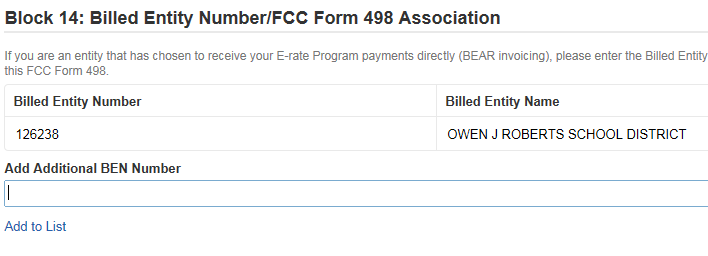 Block 14: Billed Entity Number/FCC Form 498 Association
If you are an entity that has chosen to receive your E-rate Program payments directly (BEAR invoicing), please enter the Billed Entity
this FCC Form 498.
Billed Entity Number Billed Entity Name
126238 OWEN J ROBERTS SCHOOL DISTRICT
Add Additional BEN Number
Add to List